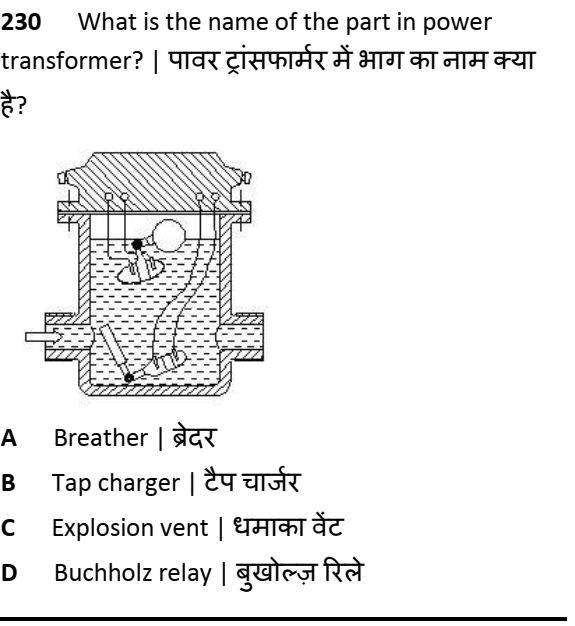 230 What is the name of the part in power
transformer? | पावर ट्रांसफार्मर में भाग का नाम क्या
है?
A Breather | ब्रेदर
B Tap charger | टैप चार्जर
C Explosion vent | धमाका वेंट
D Buchholz relay | बुखोल्ज़ रिले